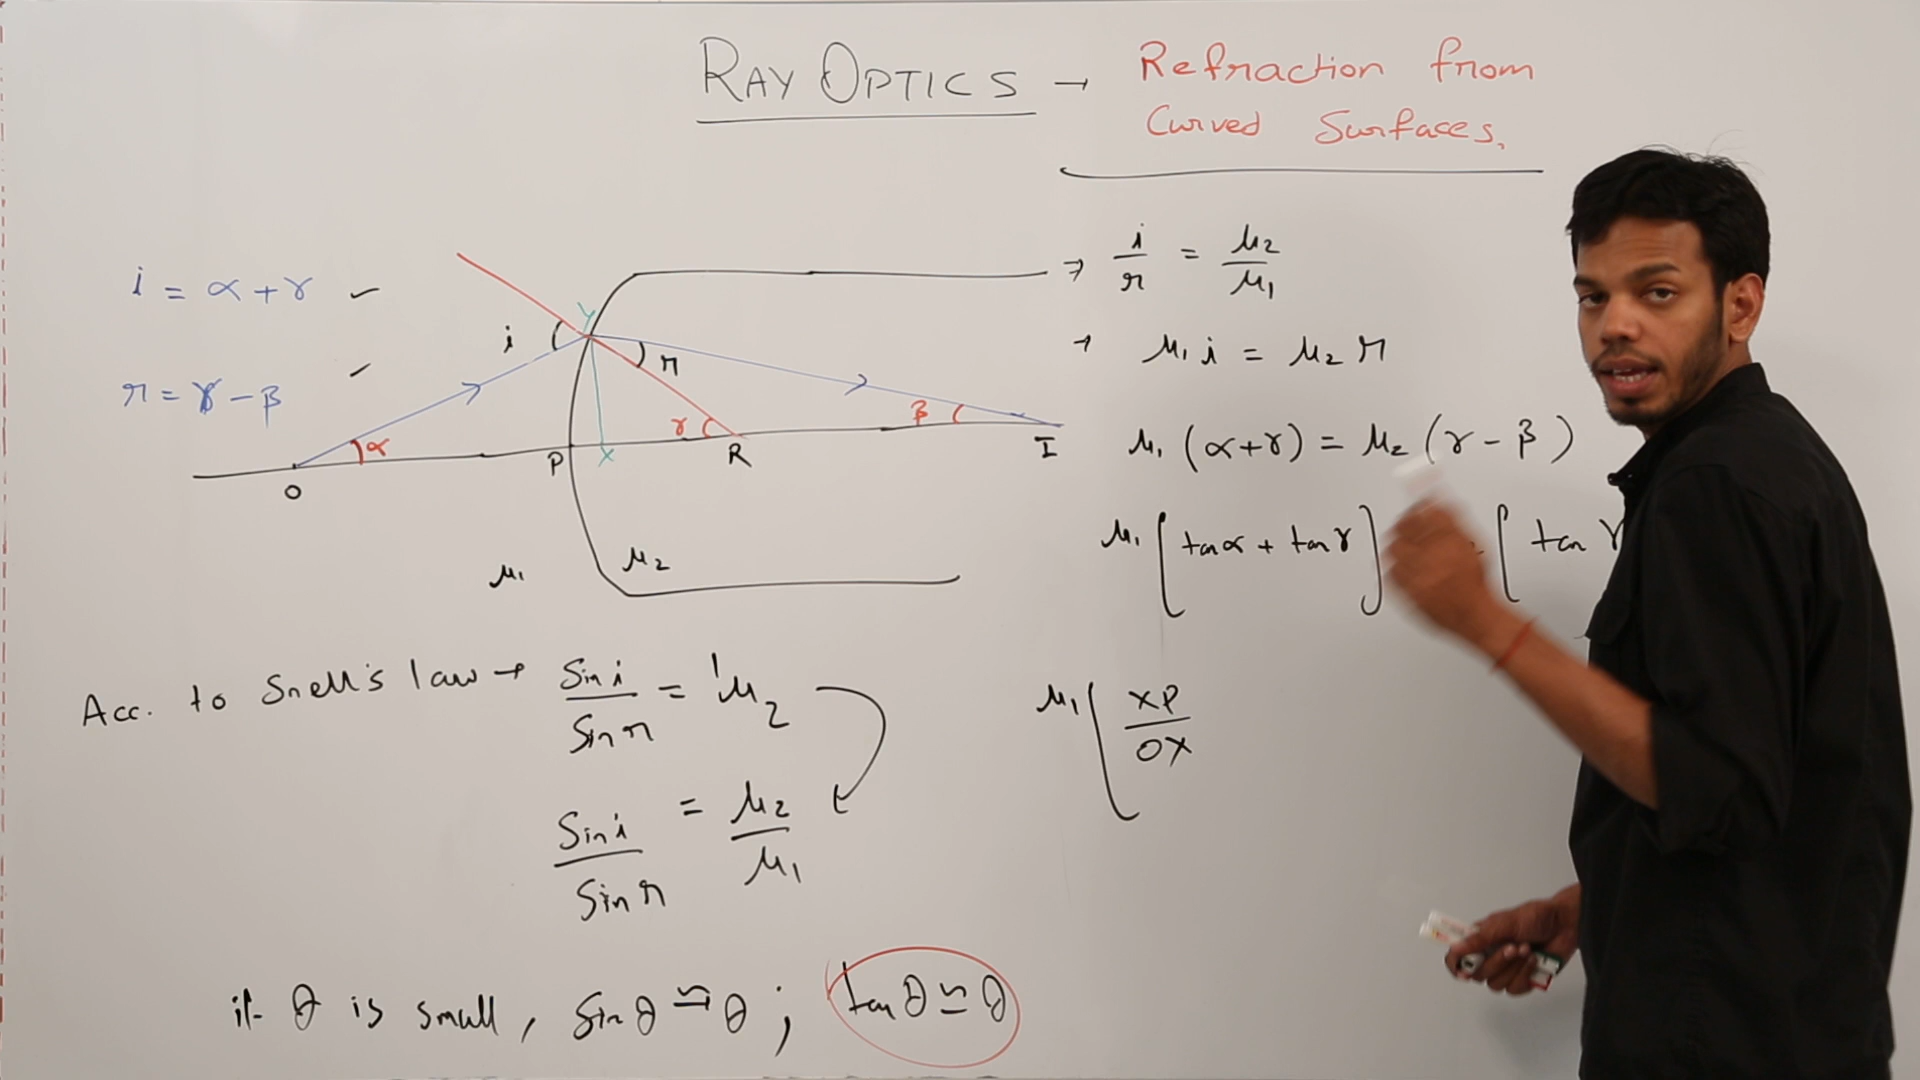 RAY OPTICS → Refraction from
Curved Surfaces.
i = α + γ
r = γ - β
i
Y
r
α
γ
β
O
P
X
R
I
μ₁
μ₂
Acc. to Snell's law → Sin i / Sin r = ¹μ₂
Sin i / Sin r = μ₂ / μ₁
if θ is small, Sin θ ≃ θ ; tan θ ≃ θ
→ i / r = μ₂ / μ₁
→ μ₁ i = μ₂ r
μ₁ (α+γ) = μ₂ (γ - β)
μ₁ [tan α + tan γ] [tan γ
μ₁ [ XP / OX